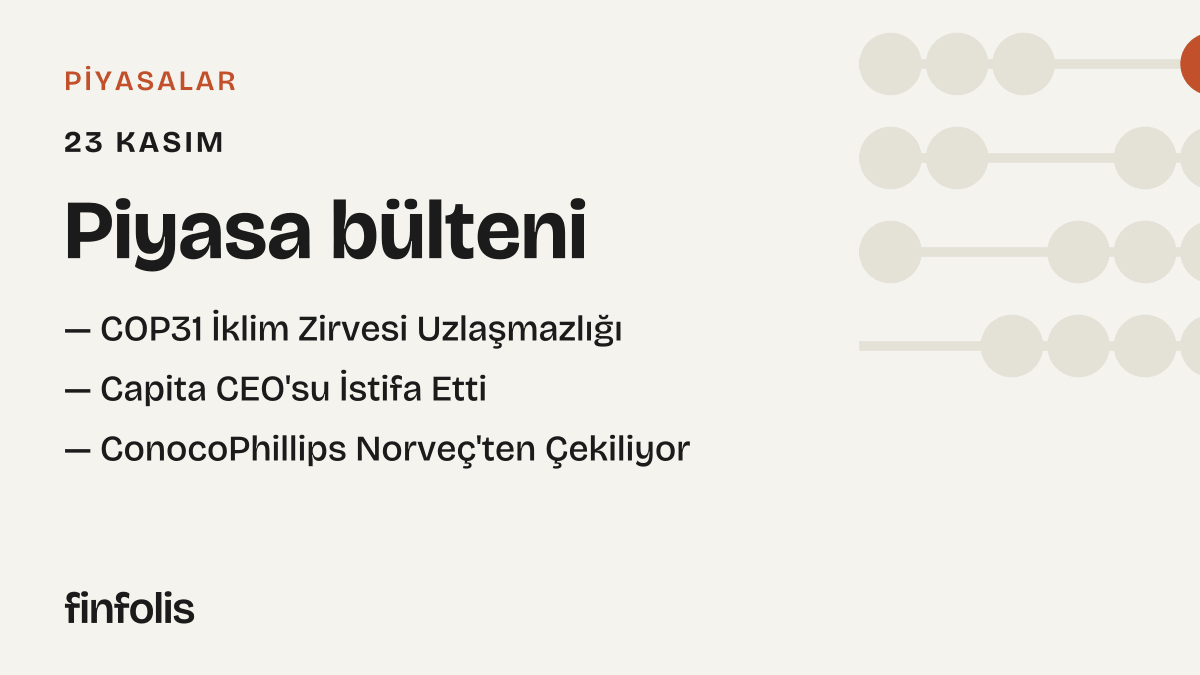 PİYASALAR
23 KASIM
Piyasa bülteni
— COP31 İklim Zirvesi Uzlaşmazlığı
— Capita CEO'su İstifa Etti
— ConocoPhillips Norveç'ten Çekiliyor
finfolis